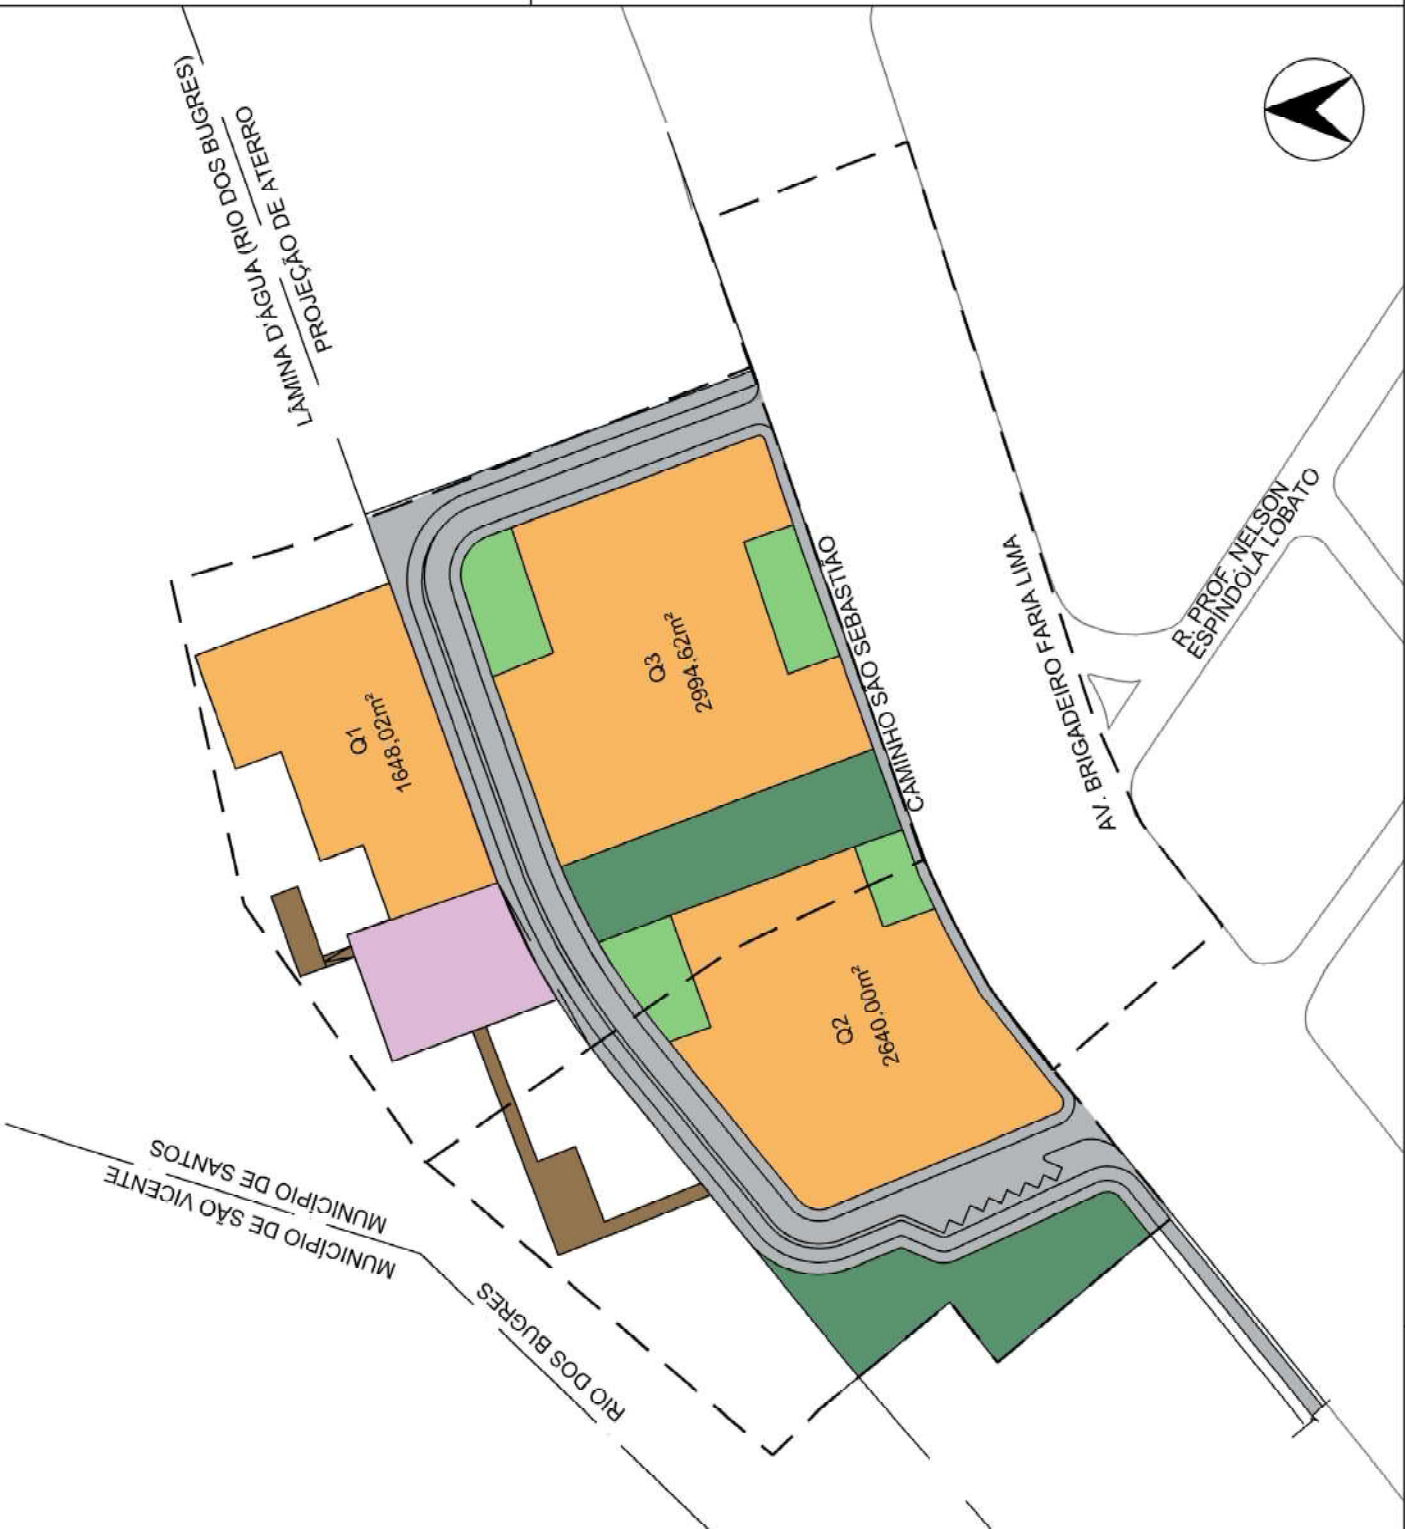 LÂMINA D'ÁGUA (RIO DOS BUGRES)
PROJEÇÃO DE ATERRO
Q1
1648,02m²
Q3
2994.62m²
CAMINHO SÃO SEBASTIÃO
AV. BRIGADEIRO FARIA LIMA
R. PROF. NELSON
ESPÍNDOLA LOBATO
Q2
2640.00m²
MUNICÍPIO DE SANTOS
MUNICÍPIO DE SÃO VICENTE
RIO DOS BUGRES